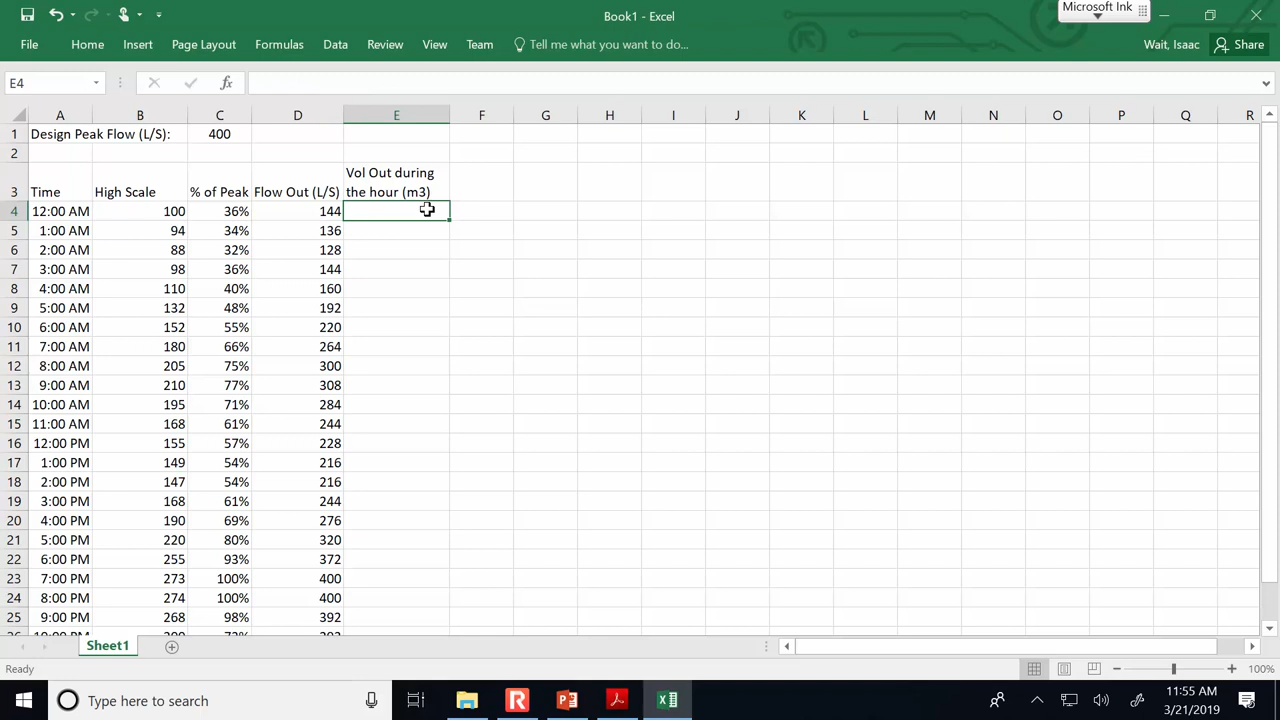 Book1 - Excel
Microsoft Ink
File Home Insert Page Layout Formulas Data Review View Team Tell me what you want to do... Wait, Isaac Share
E4 fx
A B C D E F G H I J K L M N O P Q R
1 Design Peak Flow (L/S): 400
2
3 Time High Scale % of Peak Flow Out (L/S) Vol Out during
the hour (m3)
4 12:00 AM 100 36% 144
5 1:00 AM 94 34% 136
6 2:00 AM 88 32% 128
7 3:00 AM 98 36% 144
8 4:00 AM 110 40% 160
9 5:00 AM 132 48% 192
10 6:00 AM 152 55% 220
11 7:00 AM 180 66% 264
12 8:00 AM 205 75% 300
13 9:00 AM 210 77% 308
14 10:00 AM 195 71% 284
15 11:00 AM 168 61% 244
16 12:00 PM 155 57% 228
17 1:00 PM 149 54% 216
18 2:00 PM 147 54% 216
19 3:00 PM 168 61% 244
20 4:00 PM 190 69% 276
21 5:00 PM 220 80% 320
22 6:00 PM 255 93% 372
23 7:00 PM 273 100% 400
24 8:00 PM 274 100% 400
25 9:00 PM 268 98% 392
Sheet1
Ready 100%
Type here to search
11:55 AM
3/21/2019